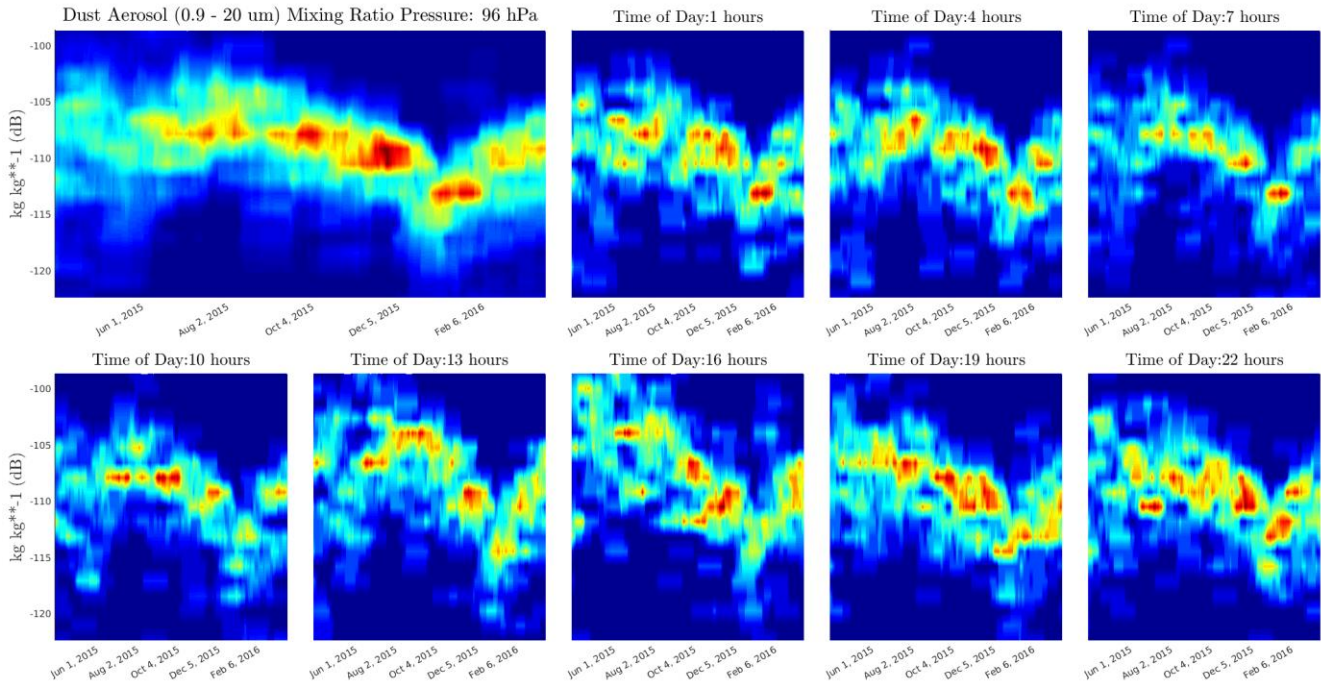 Dust Aerosol (0.9 - 20 um) Mixing Ratio Pressure: 96 hPa
Time of Day:1 hours
Time of Day:4 hours
Time of Day:7 hours
kg kg**-1 (dB)
-100
-105
-110
-115
-120
Jun 1, 2015
Aug 2, 2015
Oct 4, 2015
Dec 5, 2015
Feb 6, 2016
Jun 1, 2015
Aug 2, 2015
Oct 4, 2015
Dec 5, 2015
Feb 6, 2016
Jun 1, 2015
Aug 2, 2015
Oct 4, 2015
Dec 5, 2015
Feb 6, 2016
Jun 1, 2015
Aug 2, 2015
Oct 4, 2015
Dec 5, 2015
Feb 6, 2016
Time of Day:10 hours
Time of Day:13 hours
Time of Day:16 hours
Time of Day:19 hours
Time of Day:22 hours
kg kg**-1 (dB)
-100
-105
-110
-115
-120
Jun 1, 2015
Aug 2, 2015
Oct 4, 2015
Dec 5, 2015
Feb 6, 2016
Jun 1, 2015
Aug 2, 2015
Oct 4, 2015
Dec 5, 2015
Feb 6, 2016
Jun 1, 2015
Aug 2, 2015
Oct 4, 2015
Dec 5, 2015
Feb 6, 2016
Jun 1, 2015
Aug 2, 2015
Oct 4, 2015
Dec 5, 2015
Feb 6, 2016
Jun 1, 2015
Aug 2, 2015
Oct 4, 2015
Dec 5, 2015
Feb 6, 2016